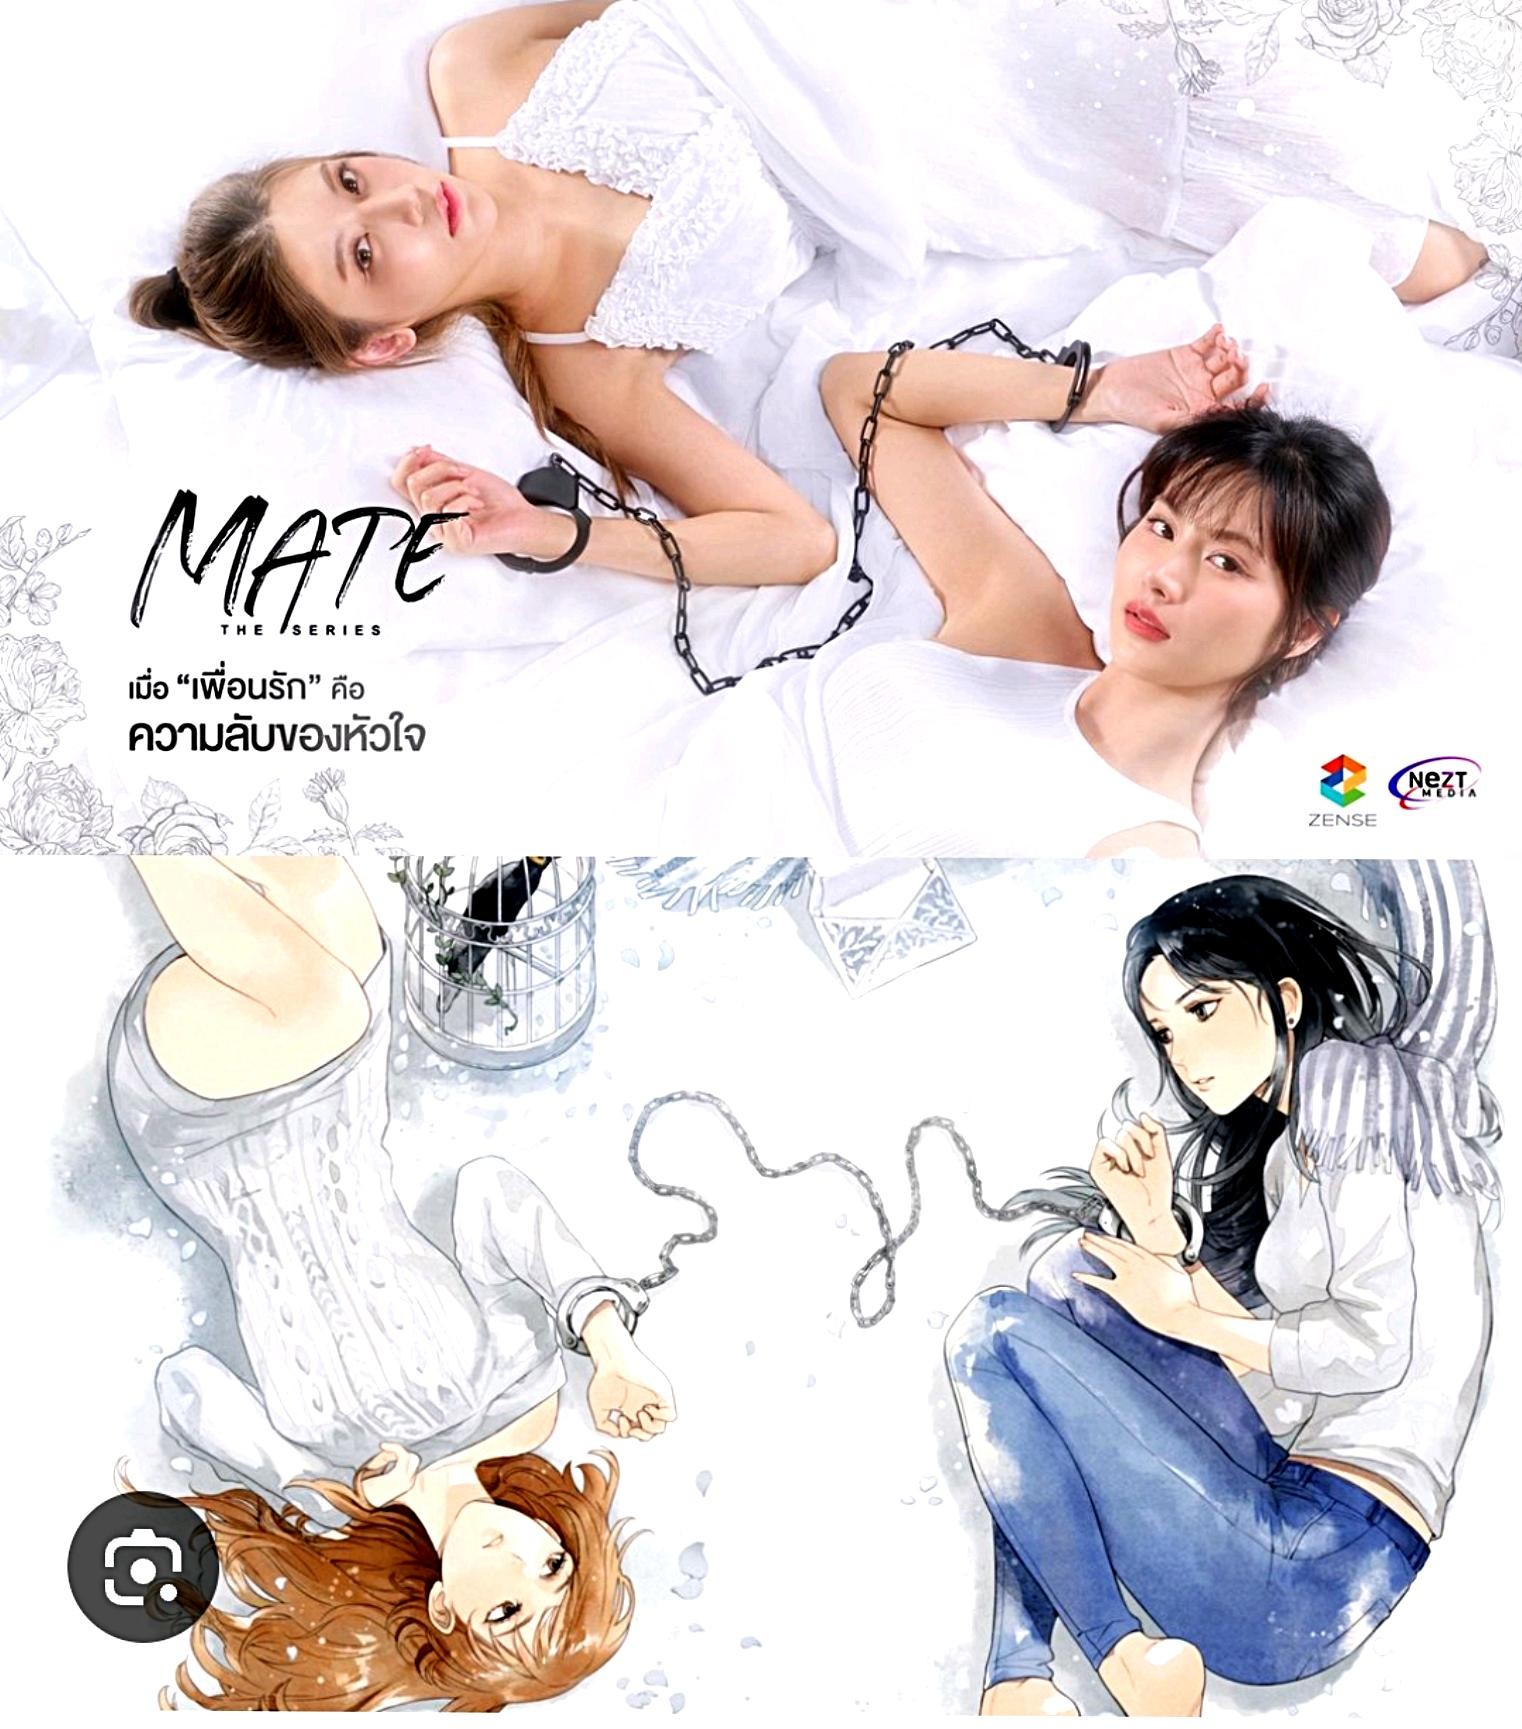 MATE
THE SERIES
เมื่อ “เพื่อนรัก” คือ
ความลับของหัวใจ
ZENSE
NezT
MEDIA